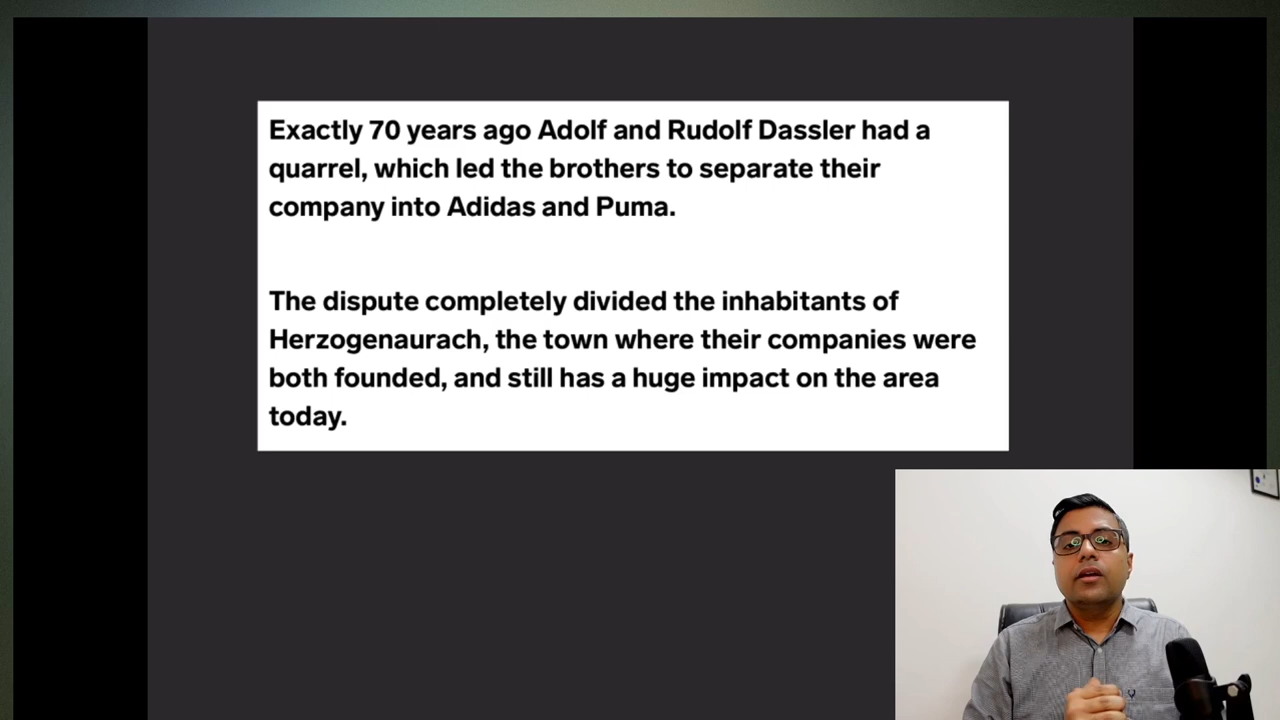 Exactly 70 years ago Adolf and Rudolf Dassler had a
quarrel, which led the brothers to separate their
company into Adidas and Puma.
The dispute completely divided the inhabitants of
Herzogenaurach, the town where their companies were
both founded, and still has a huge impact on the area
today.